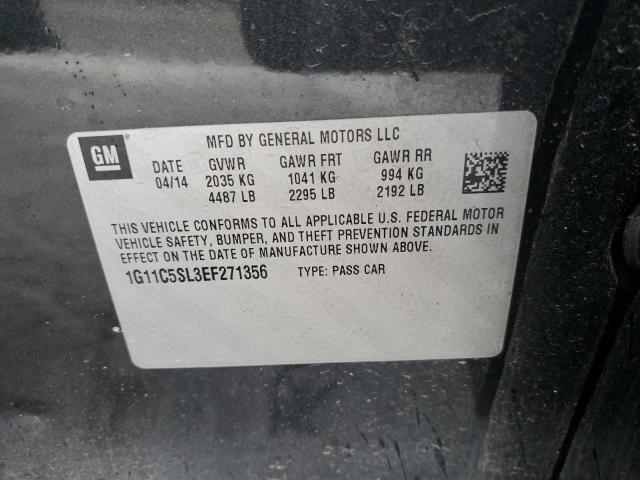 GM
MFD BY GENERAL MOTORS LLC
DATE GVWR GAWR FRT GAWR RR
04/14 2035 KG 1041 KG 994 KG
4487 LB 2295 LB 2192 LB
THIS VEHICLE CONFORMS TO ALL APPLICABLE U.S. FEDERAL MOTOR
VEHICLE SAFETY, BUMPER, AND THEFT PREVENTION STANDARDS IN
EFFECT ON THE DATE OF MANUFACTURE SHOWN ABOVE.
1G11C5SL3EF271356 TYPE: PASS CAR